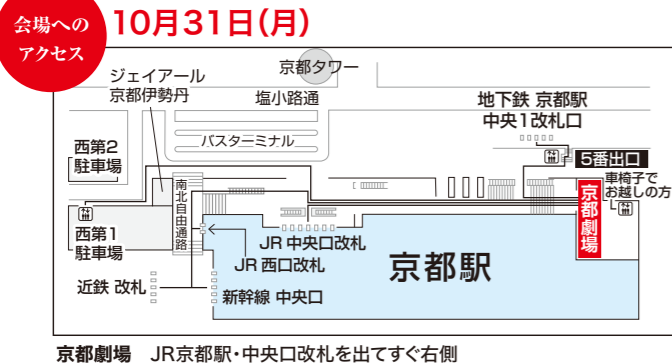 会場への
アクセス
10月31日(月)
京都タワー
ジェイアール
京都伊勢丹
塩小路通
地下鉄 京都駅
中央1改札口
バスターミナル
西第2
駐車場
5番出口
車椅子で
お越しの方
南北自由通路
京都劇場
西第1
駐車場
JR 中央口改札
JR 西口改札
京都駅
近鉄 改札
新幹線 中央口
京都劇場 JR京都駅・中央口改札を出てすぐ右側